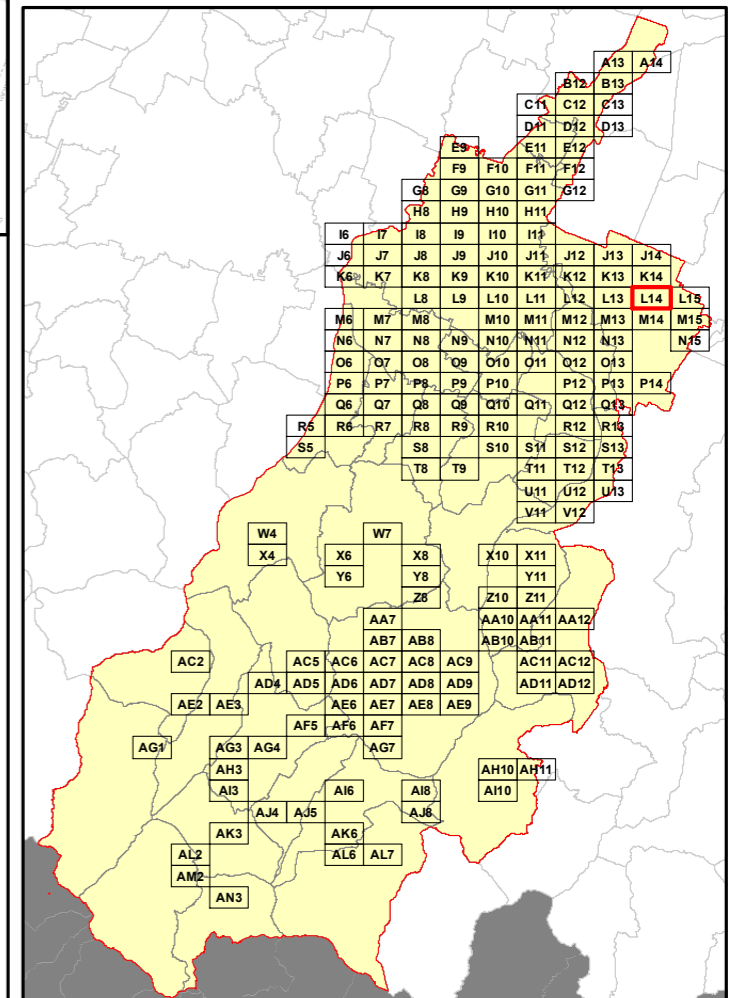 A13 A14
B12 B13
C11 C12 C13
D11 D12 D13
E9 E11 E12
F9 F10 F11 F12
G8 G9 G10 G11 G12
H8 H9 H10 H11
I6 I7 I8 I9 I10 I11
J6 J7 J8 J9 J10 J11 J12 J13 J14
K6 K7 K8 K9 K10 K11 K12 K13 K14
L8 L9 L10 L11 L12 L13 L14 L15
M6 M7 M8 M10 M11 M12 M13 M14 M15
N6 N7 N8 N9 N10 N11 N12 N13 N15
O6 O7 O8 O9 O10 O11 O12 O13
P6 P7 P8 P9 P10 P12 P13 P14
Q6 Q7 Q8 Q9 Q10 Q11 Q12 Q13
R5 R6 R7 R8 R9 R10 R12 R13
S5 S8 S10 S11 S12 S13
T8 T9 T11 T12 T13
U11 U12 U13
V11 V12
W4 W7
X4 X6 X8 X10 X11
Y6 Y8 Y11
Z8 Z10 Z11
AA7 AA10 AA11 AA12
AB7 AB8 AB10 AB11
AC2 AC5 AC6 AC7 AC8 AC9 AC11 AC12
AD4 AD5 AD6 AD7 AD8 AD9 AD11 AD12
AE2 AE3 AE6 AE7 AE8 AE9
AF5 AF6 AF7
AG1 AG3 AG4 AG7
AH3 AH10 AH11
AI3 AI6 AI8 AI10
AJ4 AJ5 AJ8
AK3 AK6
AL2 AL6 AL7
AM2
AN3